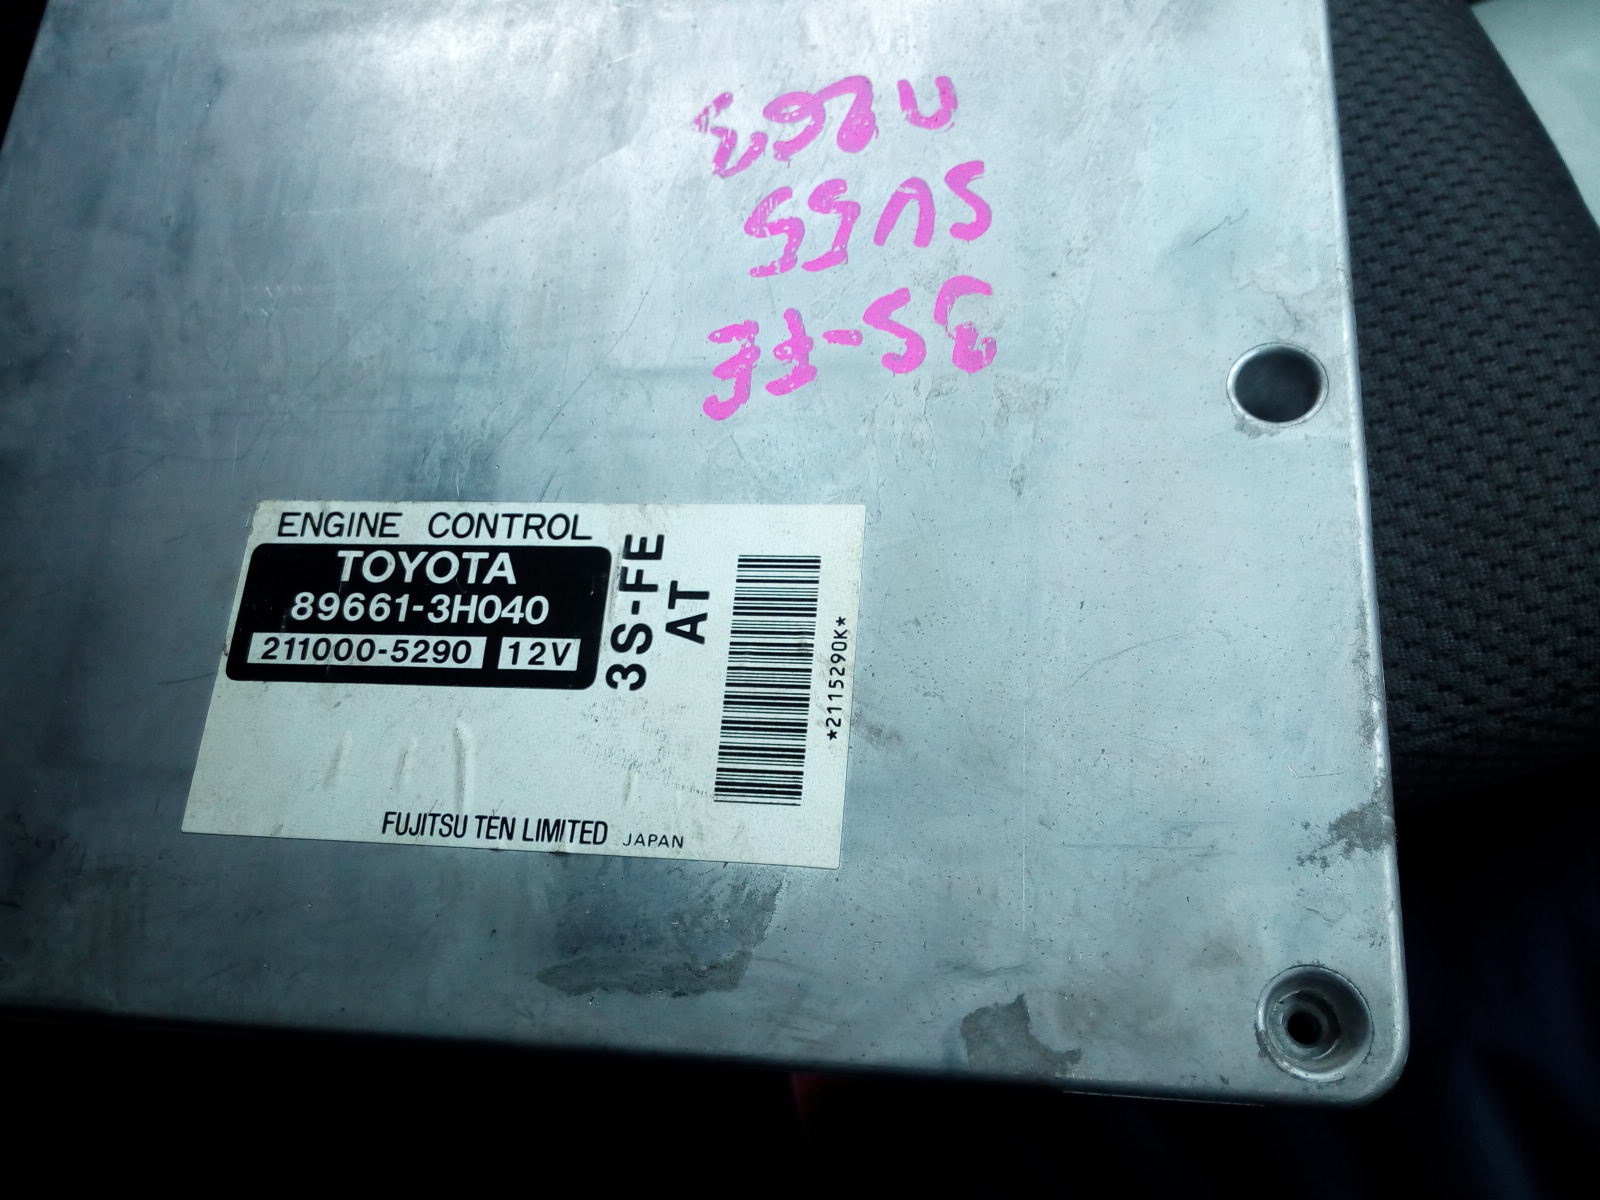 3S-FE
SV55
ENGINE CONTROL
TOYOTA
89661-3H040
211000-5290 12V
3S-FE
AT
*2115290K*
FUJITSU TEN LIMITED JAPAN